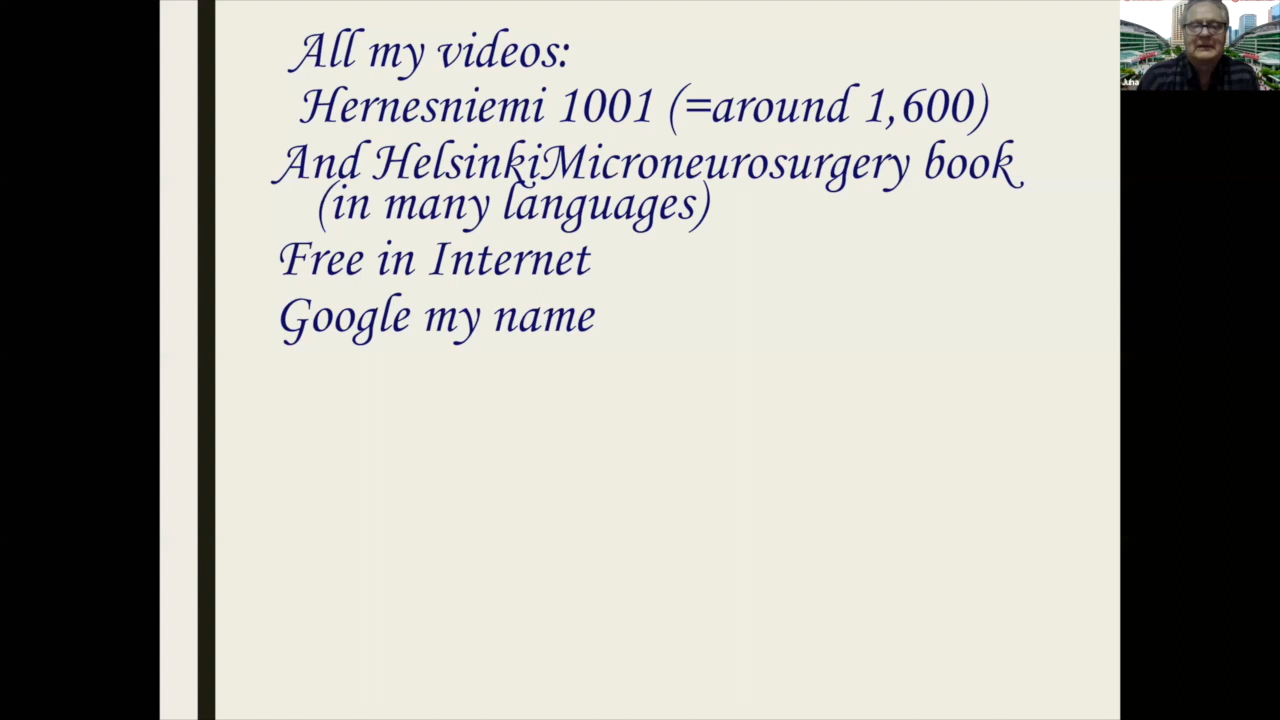 All my videos:
Hernesniemi 1001 (=around 1,600)
And HelsinkiMicroneurosurgery book
(in many languages)
Free in Internet
Google my name
Juha